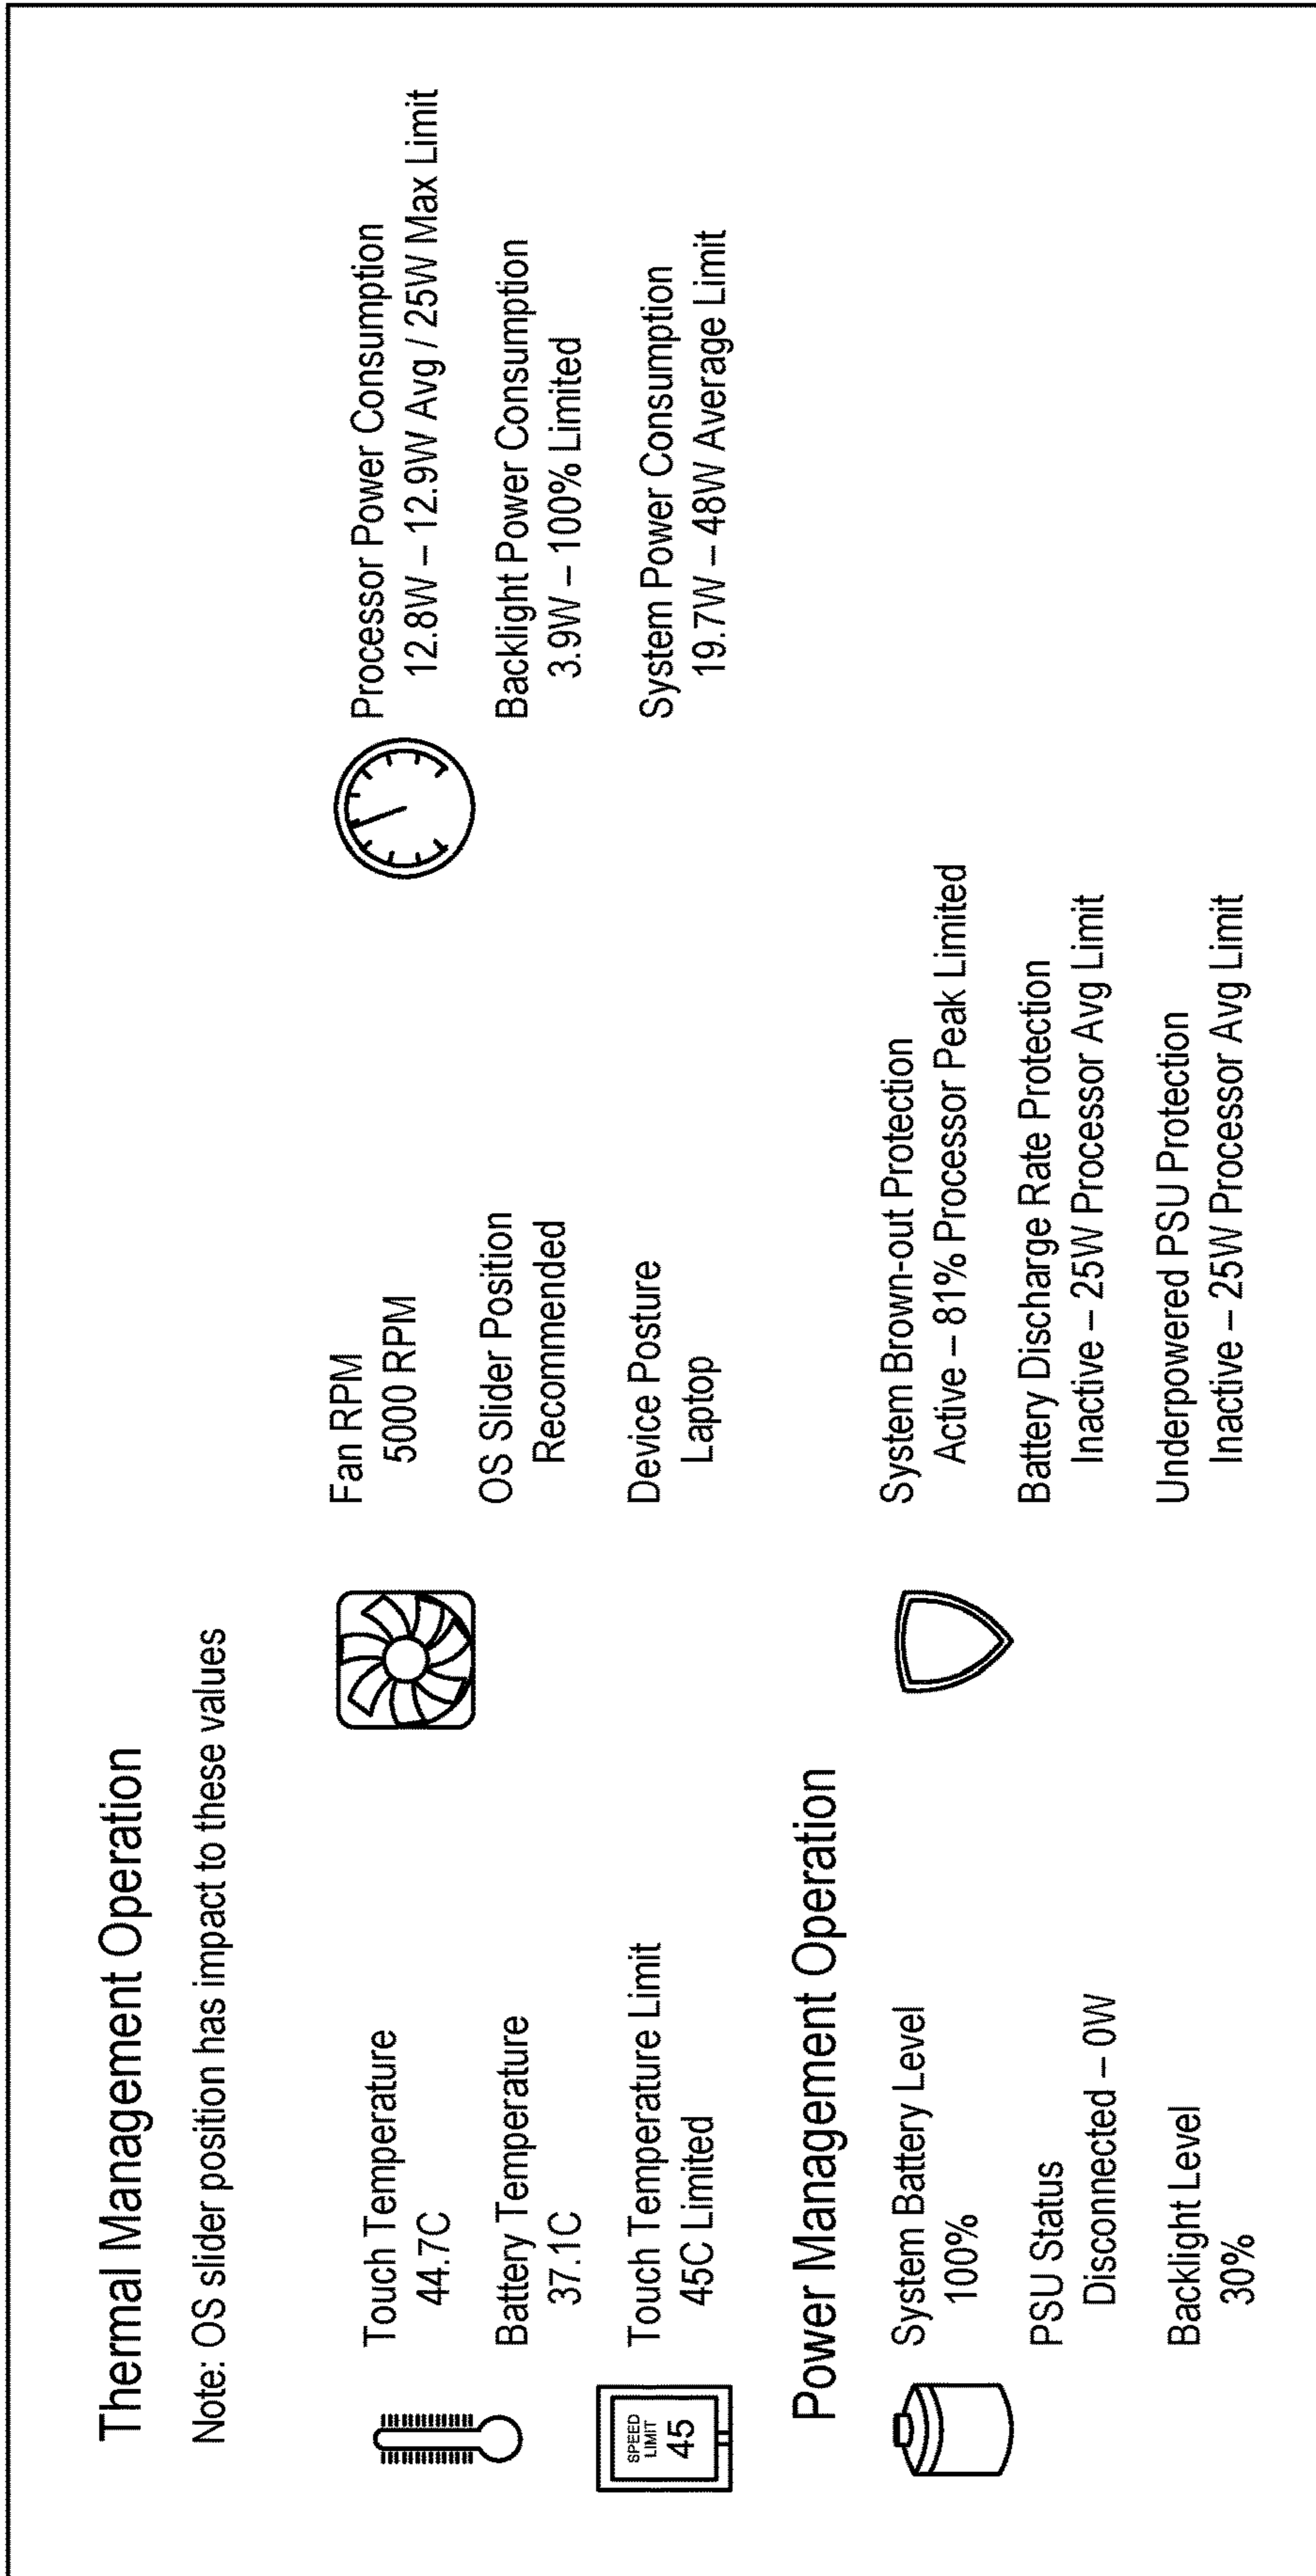 Thermal Management Operation
Note: OS slider position has impact to these values
Touch Temperature
44.7C
Battery Temperature
37.1C
SPEED
LIMIT
45
Touch Temperature Limit
45C Limited
Fan RPM
5000 RPM
OS Slider Position
Recommended
Device Posture
Laptop
Processor Power Consumption
12.8W – 12.9W Avg / 25W Max Limit
Backlight Power Consumption
3.9W – 100% Limited
System Power Consumption
19.7W – 48W Average Limit
Power Management Operation
System Battery Level
100%
PSU Status
Disconnected – 0W
Backlight Level
30%
System Brown-out Protection
Active – 81% Processor Peak Limited
Battery Discharge Rate Protection
Inactive – 25W Processor Avg Limit
Underpowered PSU Protection
Inactive – 25W Processor Avg Limit